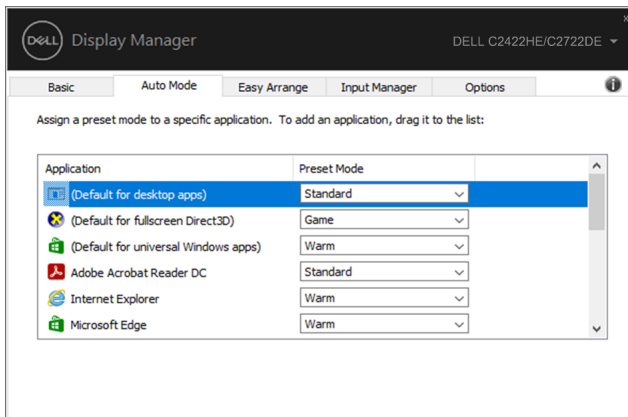 DELL Display Manager DELL C2422HE/C2722DE
x
Basic Auto Mode Easy Arrange Input Manager Options i
Assign a preset mode to a specific application. To add an application, drag it to the list:
Application Preset Mode
(Default for desktop apps) Standard
(Default for fullscreen Direct3D) Game
(Default for universal Windows apps) Warm
Adobe Acrobat Reader DC Standard
Internet Explorer Warm
Microsoft Edge Warm